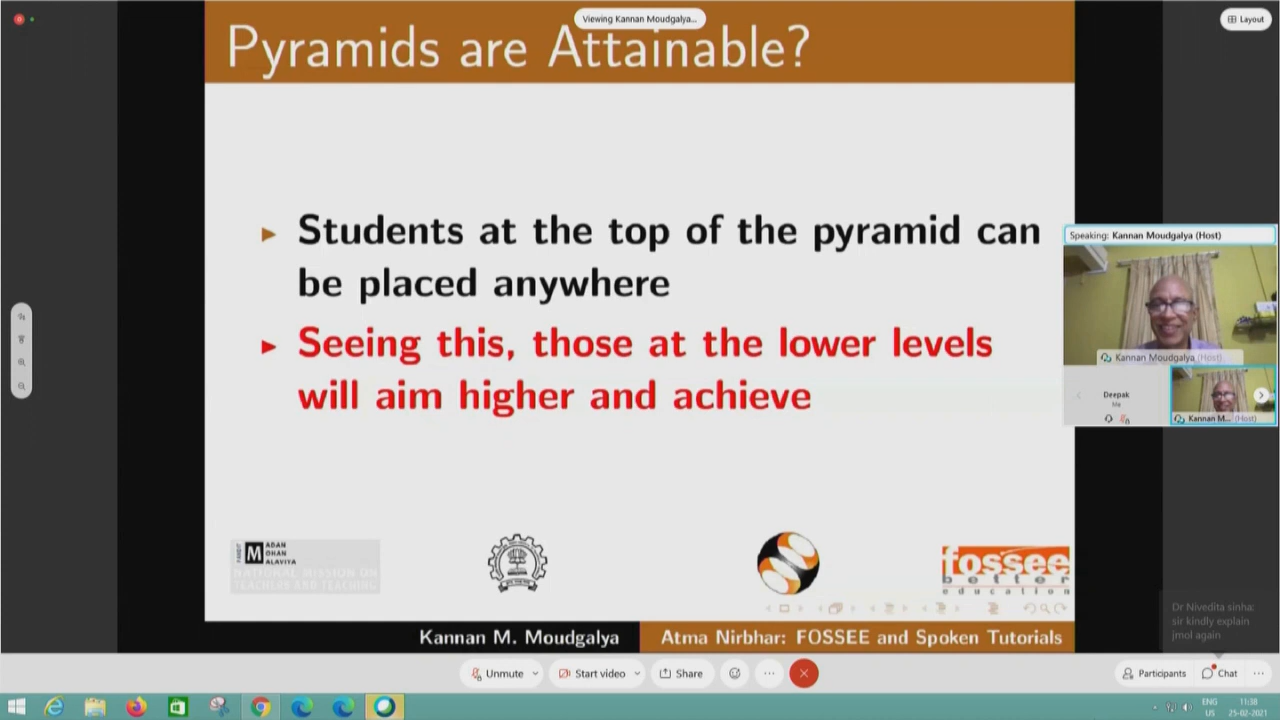 Viewing Kannan Moudgalya...
Layout
Pyramids are Attainable?
Students at the top of the pyramid can
be placed anywhere
Seeing this, those at the lower levels
will aim higher and achieve
Speaking: Kannan Moudgalya (Host)
Kannan Moudgalya (Host)
Deepak
Me
Kannan M... (Host)
MADAN
MOHAN
ALAVIYA
NATIONAL MISSION ON
TEACHERS AND TEACHING
fossee
better
education
Dr Nivedita sinha:
sir kindly explain
jmol again
Kannan M. Moudgalya
Atma Nirbhar: FOSSEE and Spoken Tutorials
Unmute
Start video
Share
Participants
Chat
ENG
US
11:38
25-02-2021